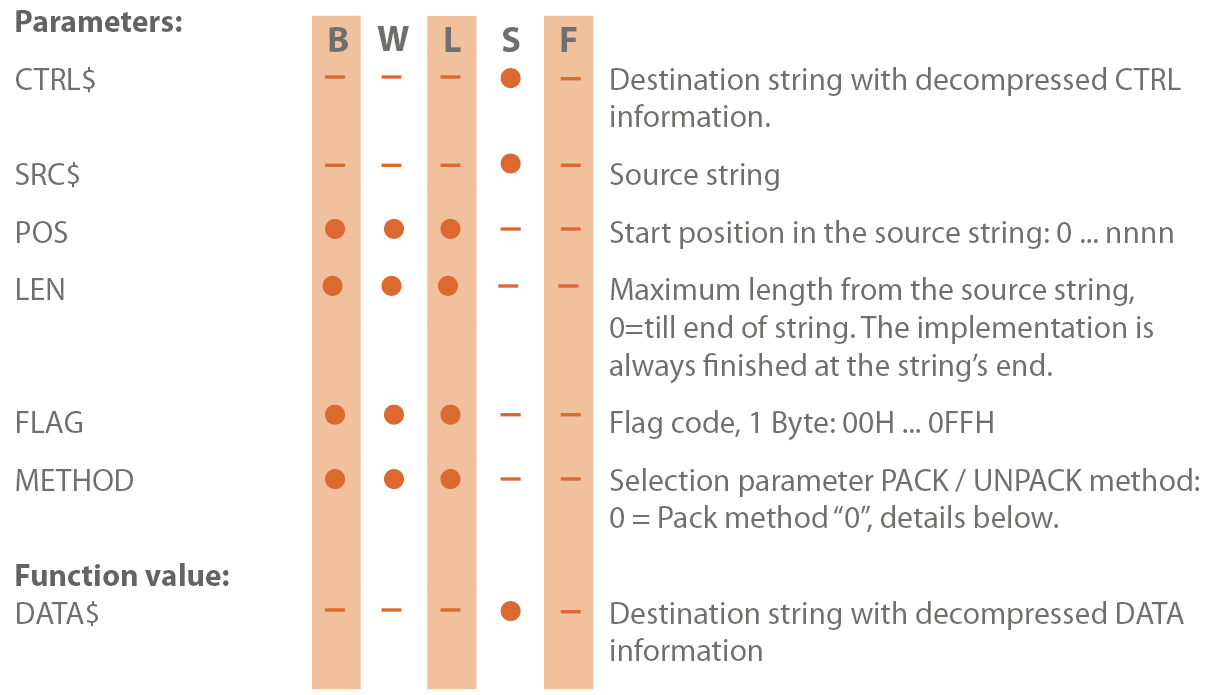 Parameters:
B W L S F
CTRL$ – – – ● – Destination string with decompressed CTRL
information.
SRC$ – – – ● – Source string
POS ● ● ● – – Start position in the source string: 0 ... nnnn
LEN ● ● ● – – Maximum length from the source string,
0=till end of string. The implementation is
always finished at the string’s end.
FLAG ● ● ● – – Flag code, 1 Byte: 00H ... 0FFH
METHOD ● ● ● – – Selection parameter PACK / UNPACK method:
0 = Pack method “0”, details below.
Function value:
DATA$ – – – ● – Destination string with decompressed DATA
information